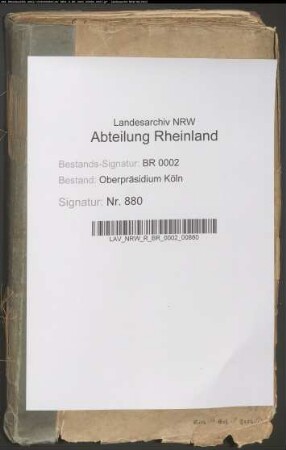 Landesarchiv NRW
Abteilung Rheinland
Bestands-Signatur: BR 0002
Bestand: Oberpräsidium Köln
Signatur: Nr. 880
LAV_NRW_R_BR_0002_00880